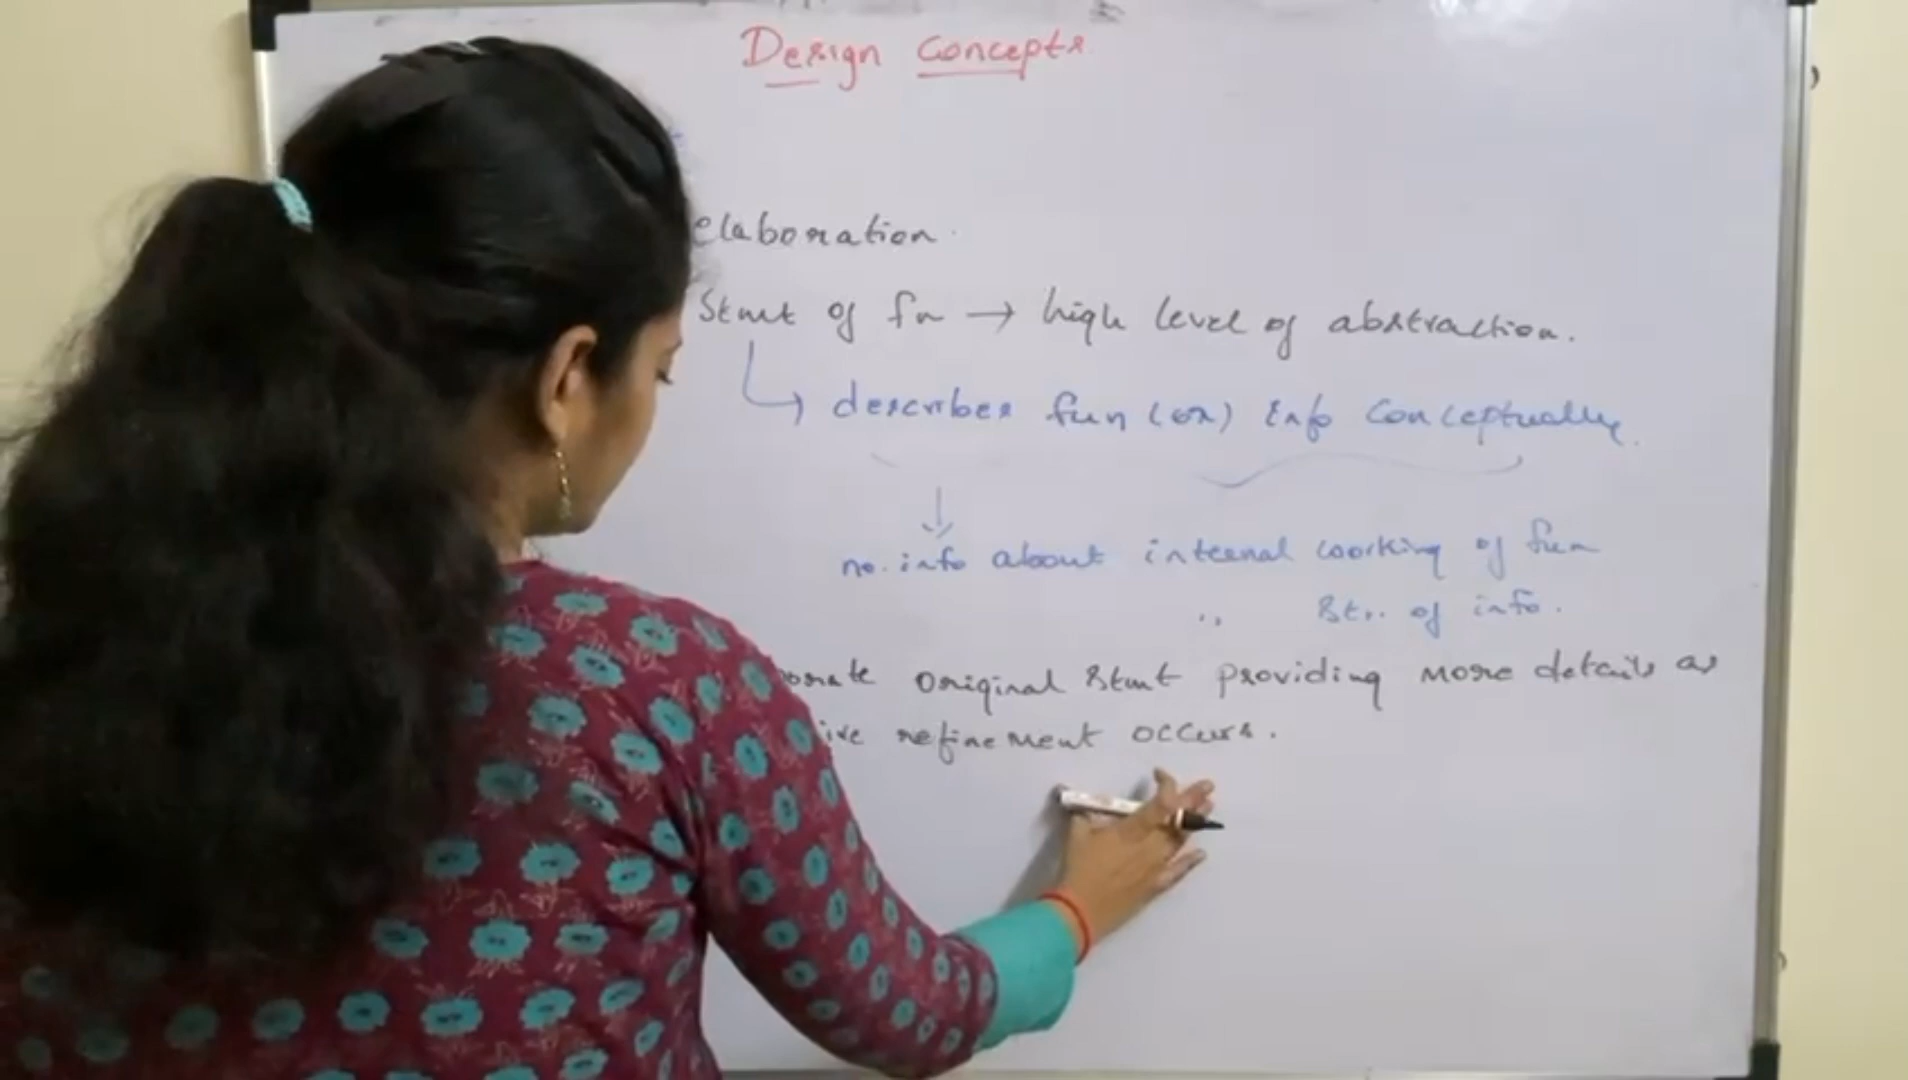 Design Concepts
elaboration.
Stmt of fn → high level of abstraction.
↳ describes fun (or) Info Conceptually.
↓
no. info about internal working of fun
,, Str. of info.
orate Original Stmt providing More details as
ive refinement occurs.